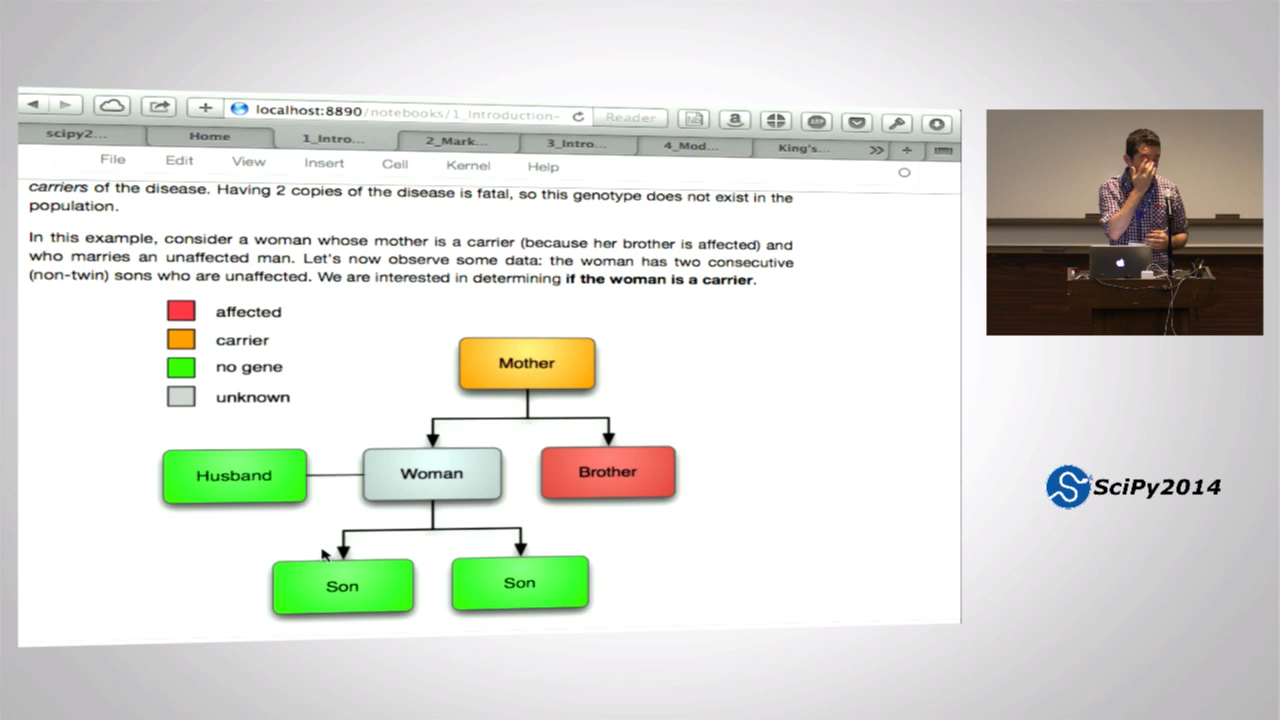 localhost:8890/notebooks/1_Introduction-
Reader
scipy2...
Home
1_Intro...
2_Mark...
3_Intro...
4_Mod...
King's...
>>
+
File Edit View Insert Cell Kernel Help
carriers of the disease. Having 2 copies of the disease is fatal, so this genotype does not exist in the
population.
In this example, consider a woman whose mother is a carrier (because her brother is affected) and
who marries an unaffected man. Let's now observe some data: the woman has two consecutive
(non-twin) sons who are unaffected. We are interested in determining if the woman is a carrier.
affected
carrier
no gene
unknown
Mother
Husband
Woman
Brother
Son
Son
SciPy2014